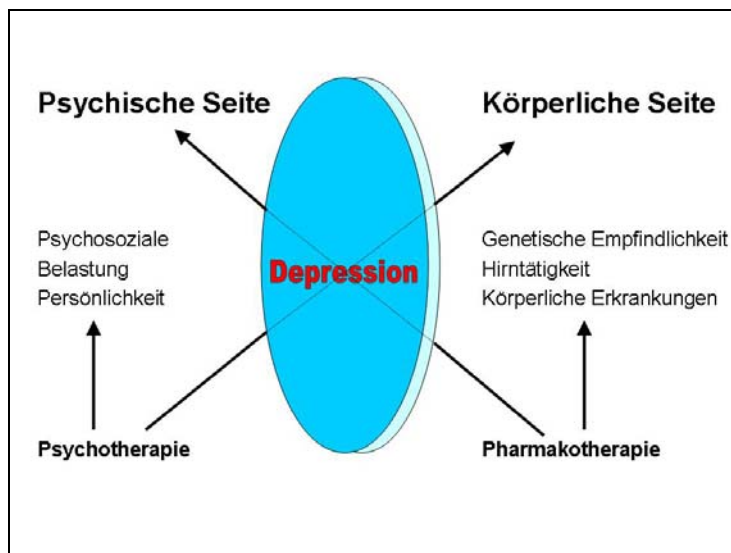 Psychische Seite
Körperliche Seite
Psychosoziale
Belastung
Persönlichkeit
Depression
Genetische Empfindlichkeit
Hirntätigkeit
Körperliche Erkrankungen
Psychotherapie
Pharmakotherapie